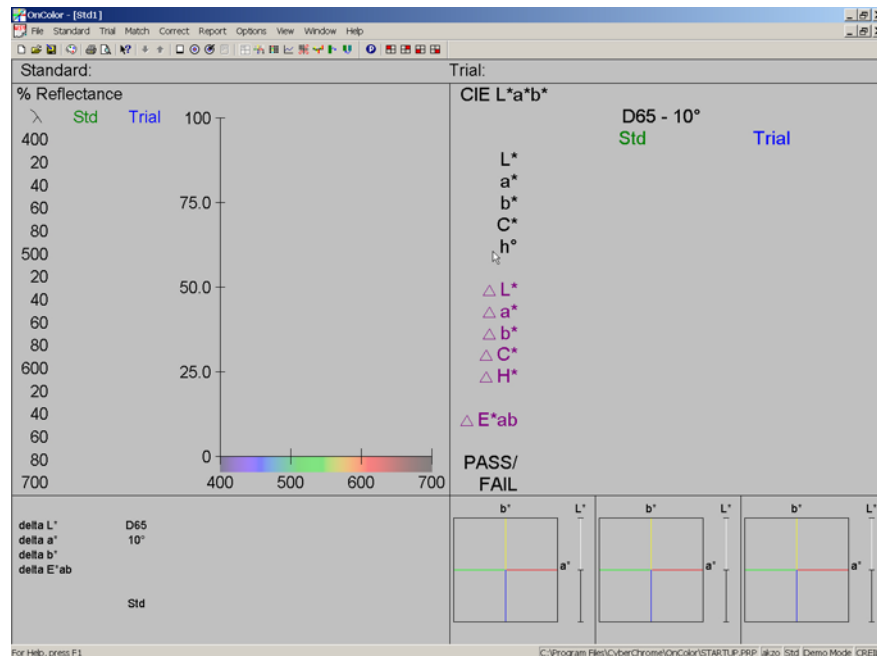 OnColor - [Std1]
File Standard Trial Match Correct Report Options View Window Help
Standard:
Trial:
% Reflectance
λ Std Trial
400
20
40
60
80
500
20
40
60
80
600
20
40
60
80
700
100
75.0
50.0
25.0
0
400 500 600 700
CIE L*a*b*
D65 - 10°
Std Trial
L*
a*
b*
C*
h°
△ L*
△ a*
△ b*
△ C*
△ H*
△ E*ab
PASS/
FAIL
delta L* D65
delta a* 10°
delta b*
delta E*ab
Std
b* L*
a*
b* L*
a*
b* L*
a*
For Help, press F1
C:\Program Files\CyberChrome\OnColor\STARTUP.PRP akzo Std Demo Mode